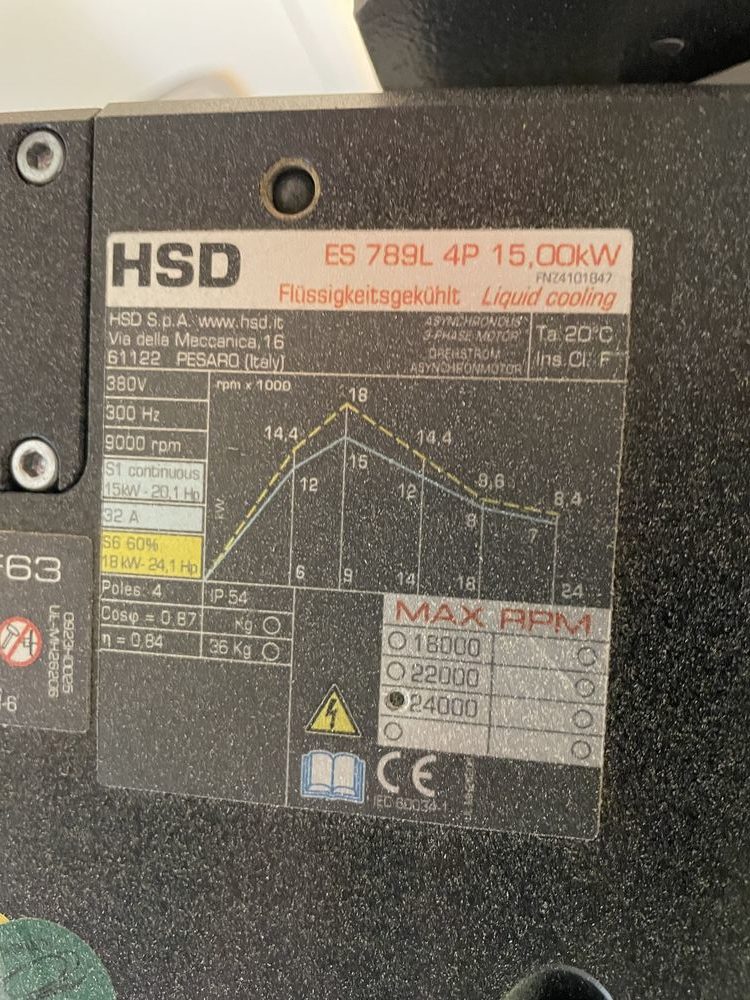 HSD
ES 789L 4P 15,00kW
FNZ4101847
Flüssigkeitsgekühlt Liquid cooling
HSD S.p.A. www.hsd.it
Via della Meccanica,16
61122 PESARO (Italy)
ASYNCHRONOUS
3-PHASE MOTOR
DREHSTROM
ASYNCHRONMOTOR
Ta: 20°C
Ins.Cl.: F
380V
300 Hz
9000 rpm
S1 continuous
15kW - 20,1 Hp
32 A
S6 60%
18 kW - 24,1 Hp
rpm x 1000
kW
18
14,4
14,4
9,6
8,4
15
12
12
8
7
6
9
14
18
24
Poles: 4
IP 54
Cosφ = 0,87
Kg
η = 0,84
36 Kg
MAX RPM
18000
22000
24000
CE
IEC 60034-1
F63
0923-0025